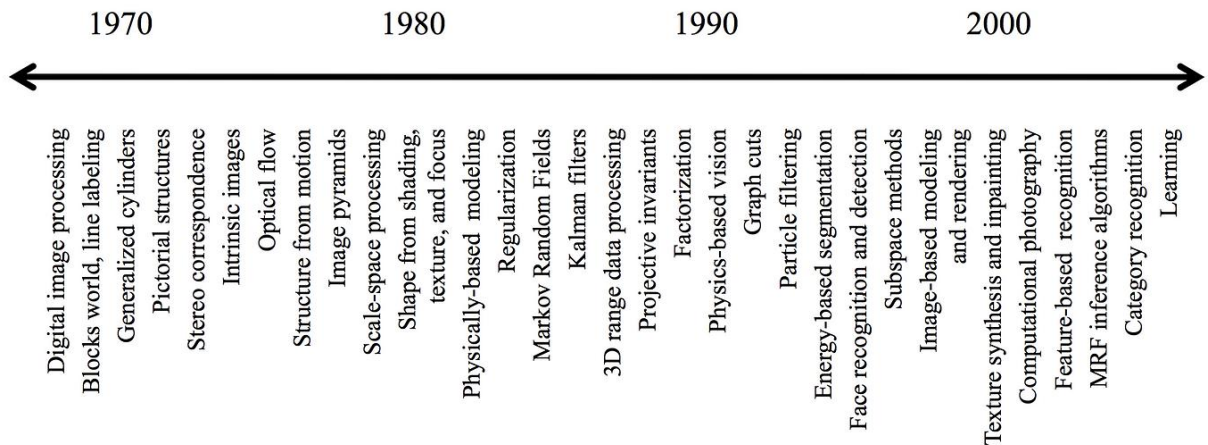 1970 1980 1990 2000
Digital image processing
Blocks world, line labeling
Generalized cylinders
Pictorial structures
Stereo correspondence
Intrinsic images
Optical flow
Structure from motion
Image pyramids
Scale-space processing
Shape from shading,
texture, and focus
Physically-based modeling
Regularization
Markov Random Fields
Kalman filters
3D range data processing
Projective invariants
Factorization
Physics-based vision
Graph cuts
Particle filtering
Energy-based segmentation
Face recognition and detection
Subspace methods
Image-based modeling
and rendering
Texture synthesis and inpainting
Computational photography
Feature-based recognition
MRF inference algorithms
Category recognition
Learning